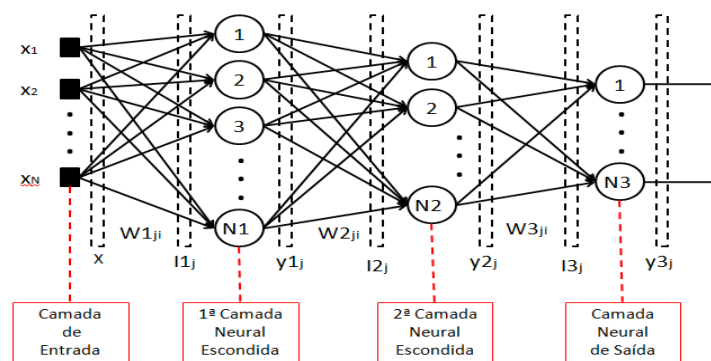 x1
x2
xN
1
2
3
N1
1
2
N2
1
N3
W1ji
W2ji
W3ji
x
I1j
y1j
I2j
y2j
I3j
y3j
Camada
de
Entrada
1ª Camada
Neural
Escondida
2ª Camada
Neural
Escondida
Camada
Neural
de Saída